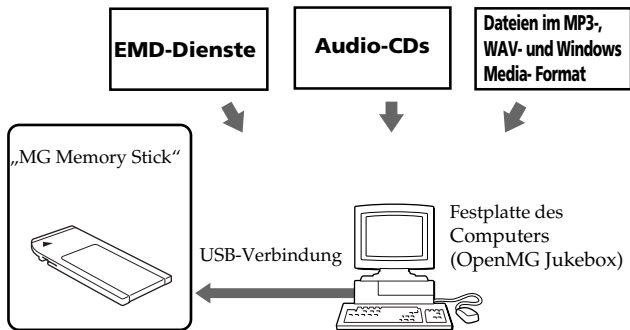 EMD-Dienste
Audio-CDs
Dateien im MP3-,
WAV- und Windows
Media- Format
„MG Memory Stick“
USB-Verbindung
Festplatte des
Computers
(OpenMG Jukebox)